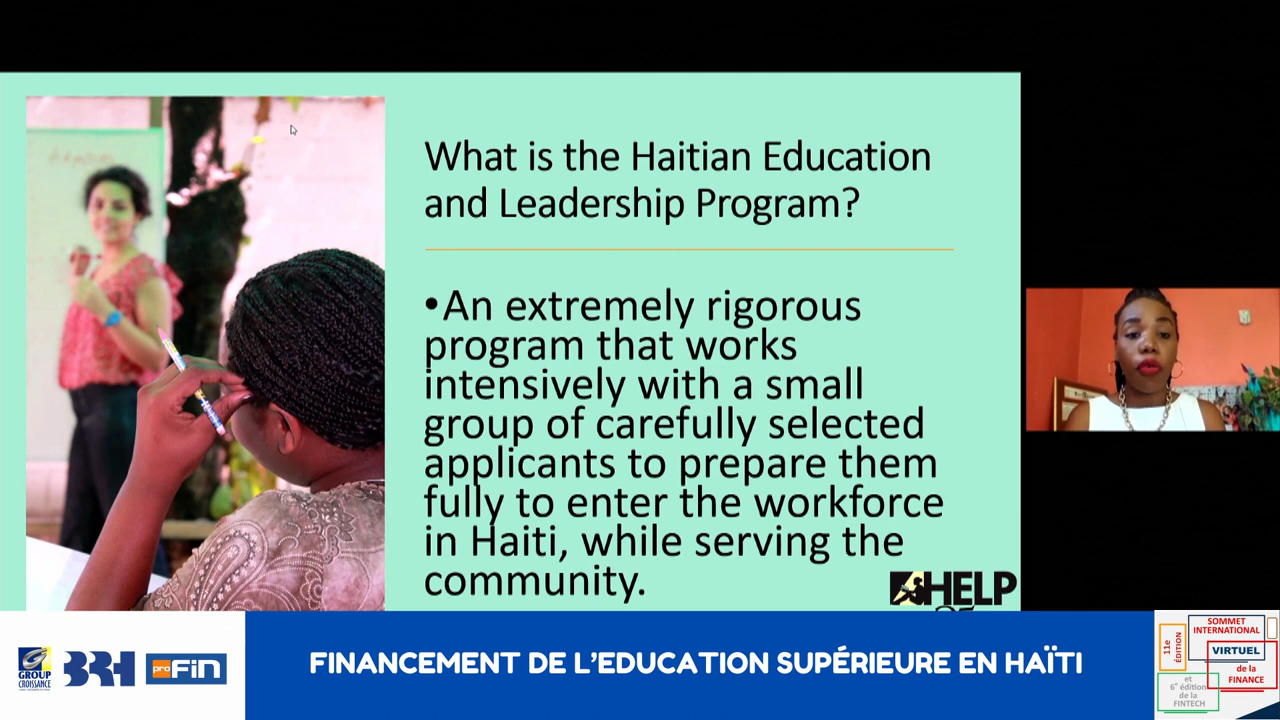 What is the Haitian Education
and Leadership Program?
•An extremely rigorous
program that works
intensively with a small
group of carefully selected
applicants to prepare them
fully to enter the workforce
in Haiti, while serving the
community.
HELP
GROUP
CROISSANCE
BRH
pro FIN
FINANCEMENT DE L’EDUCATION SUPÉRIEURE EN HAÏTI
11e
ÉDITION
SOMMET
INTERNATIONAL
VIRTUEL
de la
FINANCE
et
6e édition
de la
FINTECH